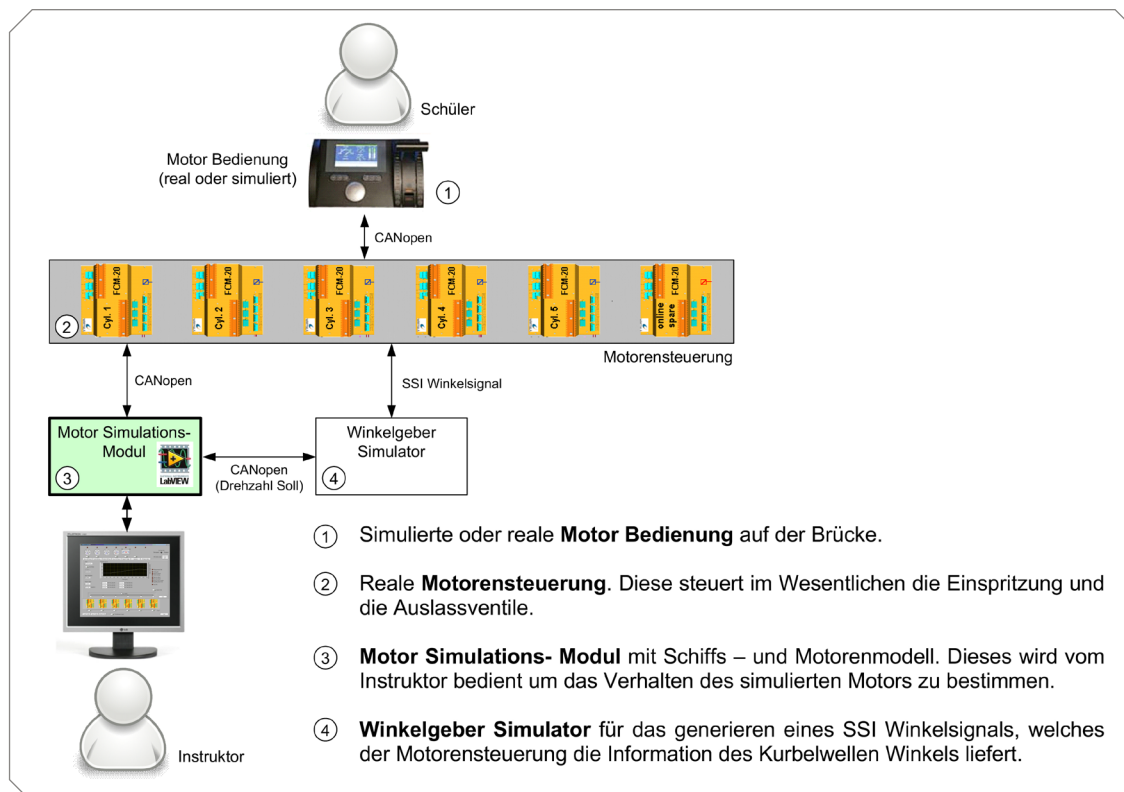 Schüler
Motor Bedienung
(real oder simuliert)
1
CANopen
Cyl. 1 FCM-20
Cyl. 2 FCM-20
Cyl. 3 FCM-20
Cyl. 4 FCM-20
Cyl. 5 FCM-20
online spare FCM-20
2
Motorensteuerung
CANopen
SSI Winkelsignal
Motor Simulations-
Modul
LabVIEW
3
CANopen
(Drehzahl Soll)
Winkelgeber
Simulator
4
Instruktor
1 Simulierte oder reale Motor Bedienung auf der Brücke.
2 Reale Motorensteuerung. Diese steuert im Wesentlichen die Einspritzung und
die Auslassventile.
3 Motor Simulations- Modul mit Schiffs – und Motorenmodell. Dieses wird vom
Instruktor bedient um das Verhalten des simulierten Motors zu bestimmen.
4 Winkelgeber Simulator für das generieren eines SSI Winkelsignals, welches
der Motorensteuerung die Information des Kurbelwellen Winkels liefert.